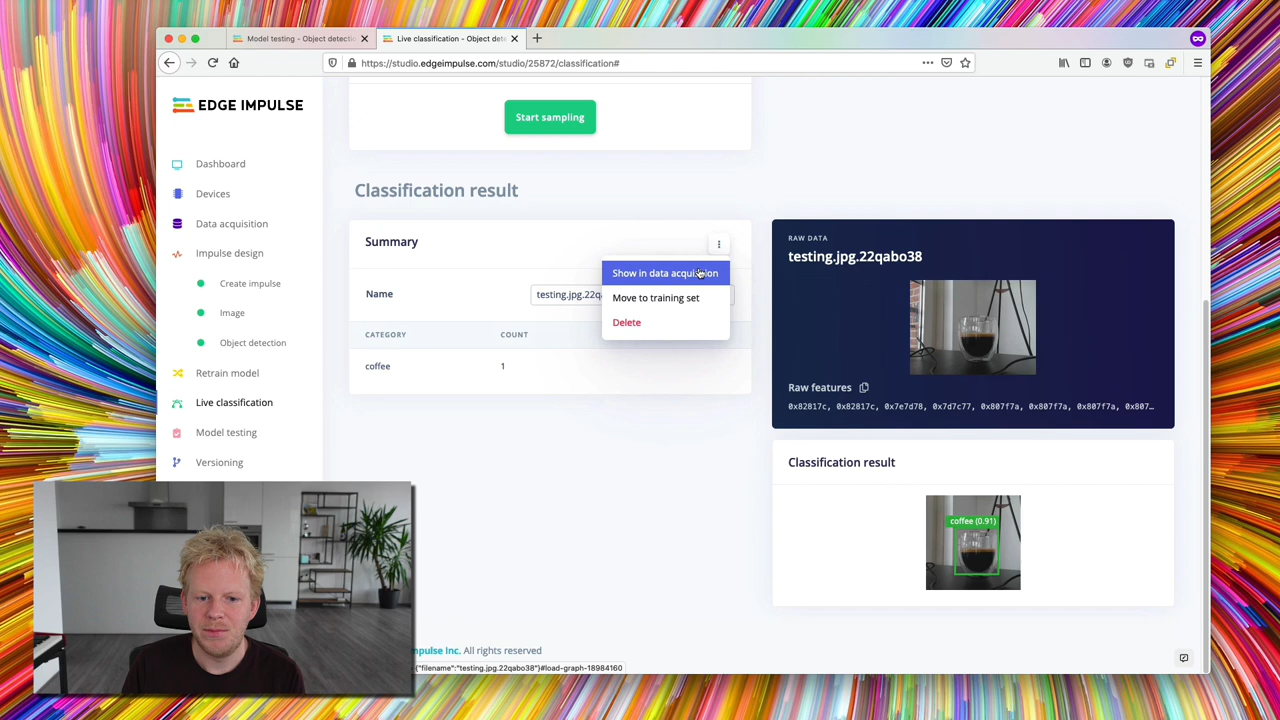 Model testing - Object detecti
Live classification - Object dete
https://studio.edgeimpulse.com/studio/25872/classification#
EDGE IMPULSE
Dashboard
Devices
Data acquisition
Impulse design
Create impulse
Image
Object detection
Retrain model
Live classification
Model testing
Versioning
Start sampling
Classification result
Summary
Show in data acquisition
Move to training set
Delete
Name
testing.jpg.22q
CATEGORY COUNT
coffee 1
RAW DATA
testing.jpg.22qabo38
Raw features
0x82817c, 0x82817c, 0x7e7d78, 0x7d7c77, 0x807f7a, 0x807f7a, 0x807f7a, 0x807...
Classification result
coffee (0.91)
mpulse Inc. All rights reserved
{"filename":"testing.jpg.22qabo38"}#load-graph-18984160